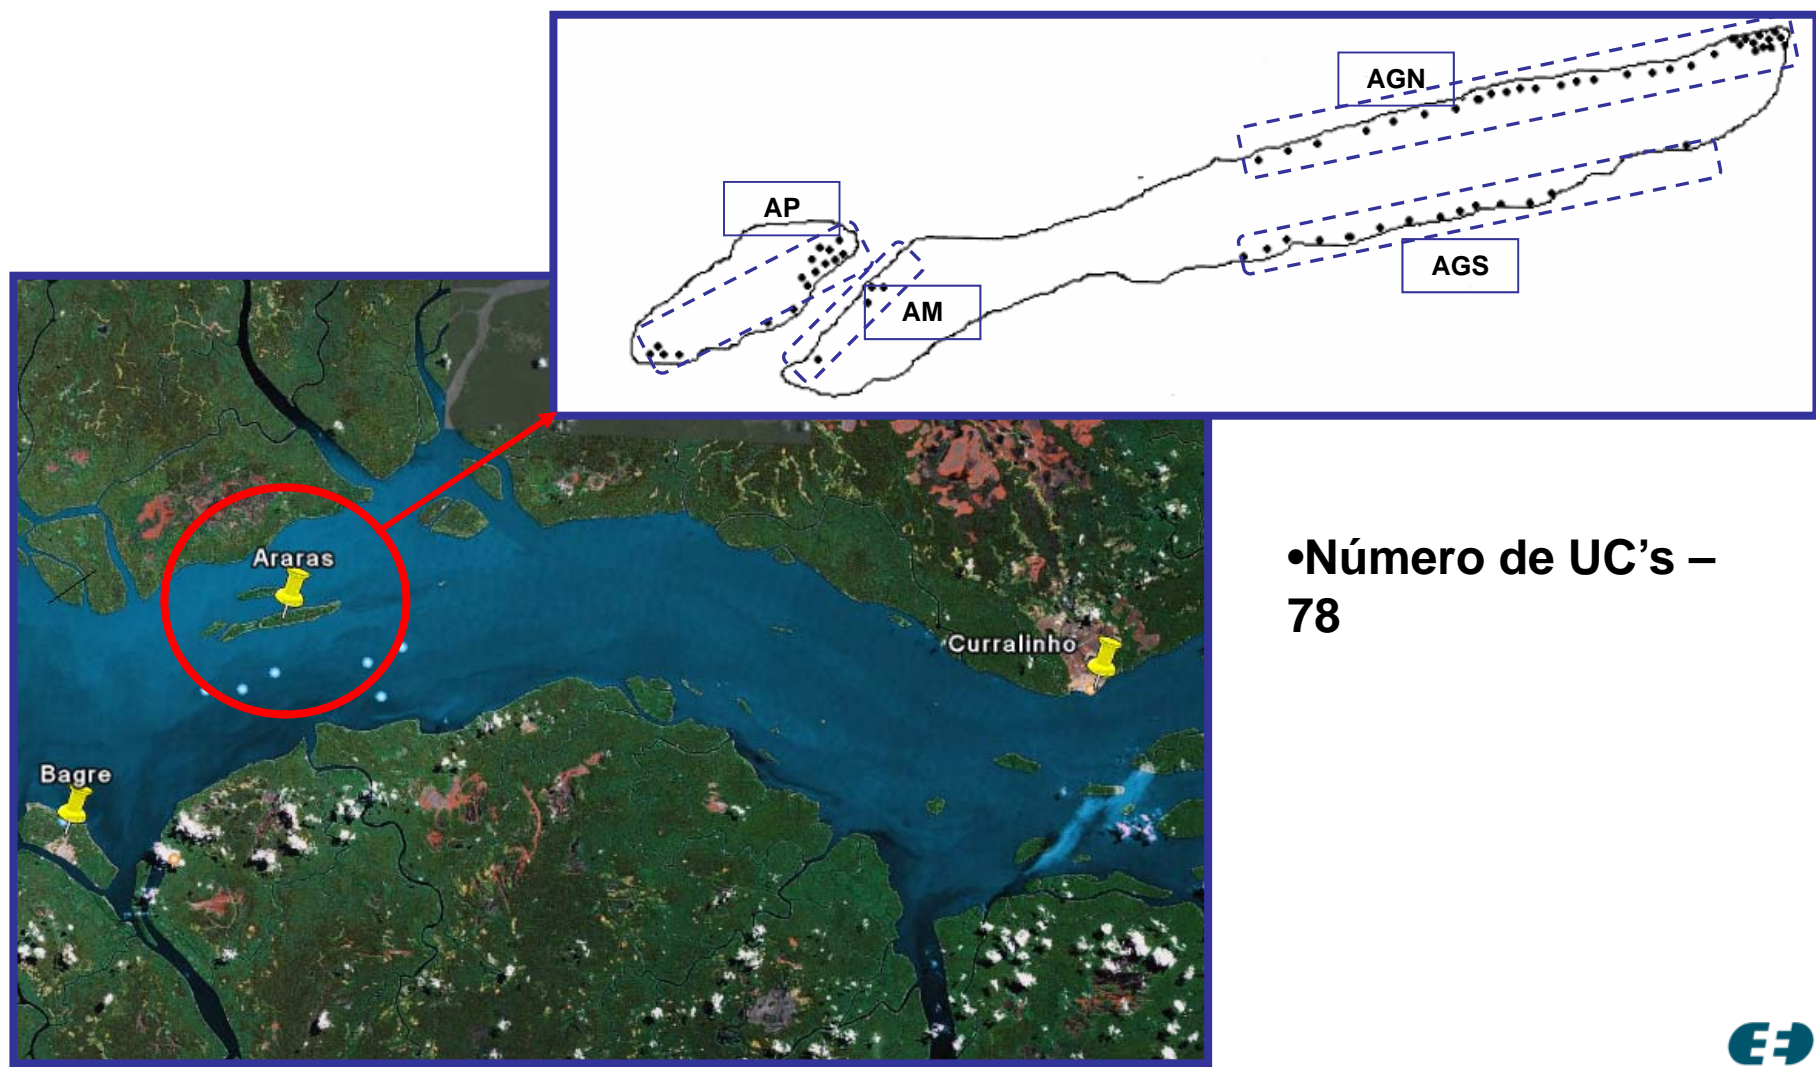 AGN
AP
AGS
AM
Araras
Curralinho
Bagre
•Número de UC’s –
78